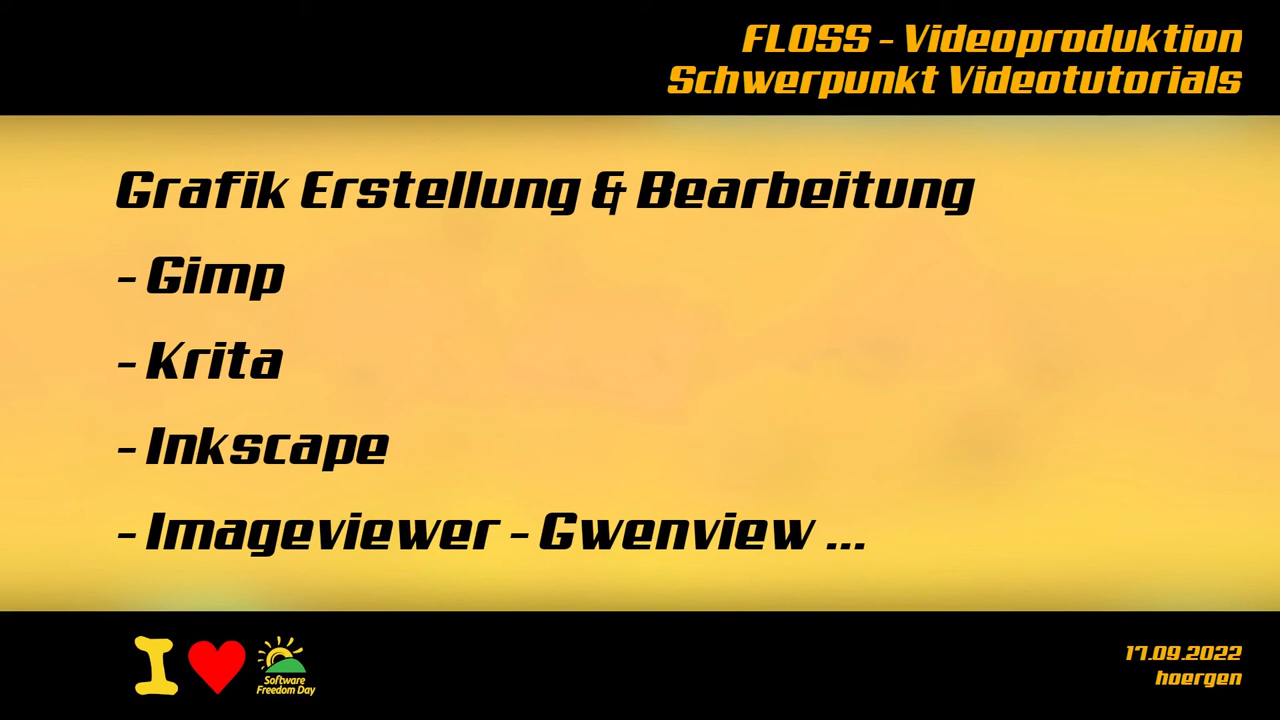 FLOSS - Videoproduktion
Schwerpunkt Videotutorials
Grafik Erstellung & Bearbeitung
- Gimp
- Krita
- Inkscape
- Imageviewer - Gwenview ...
I
Software
Freedom Day
17.09.2022
hoergen